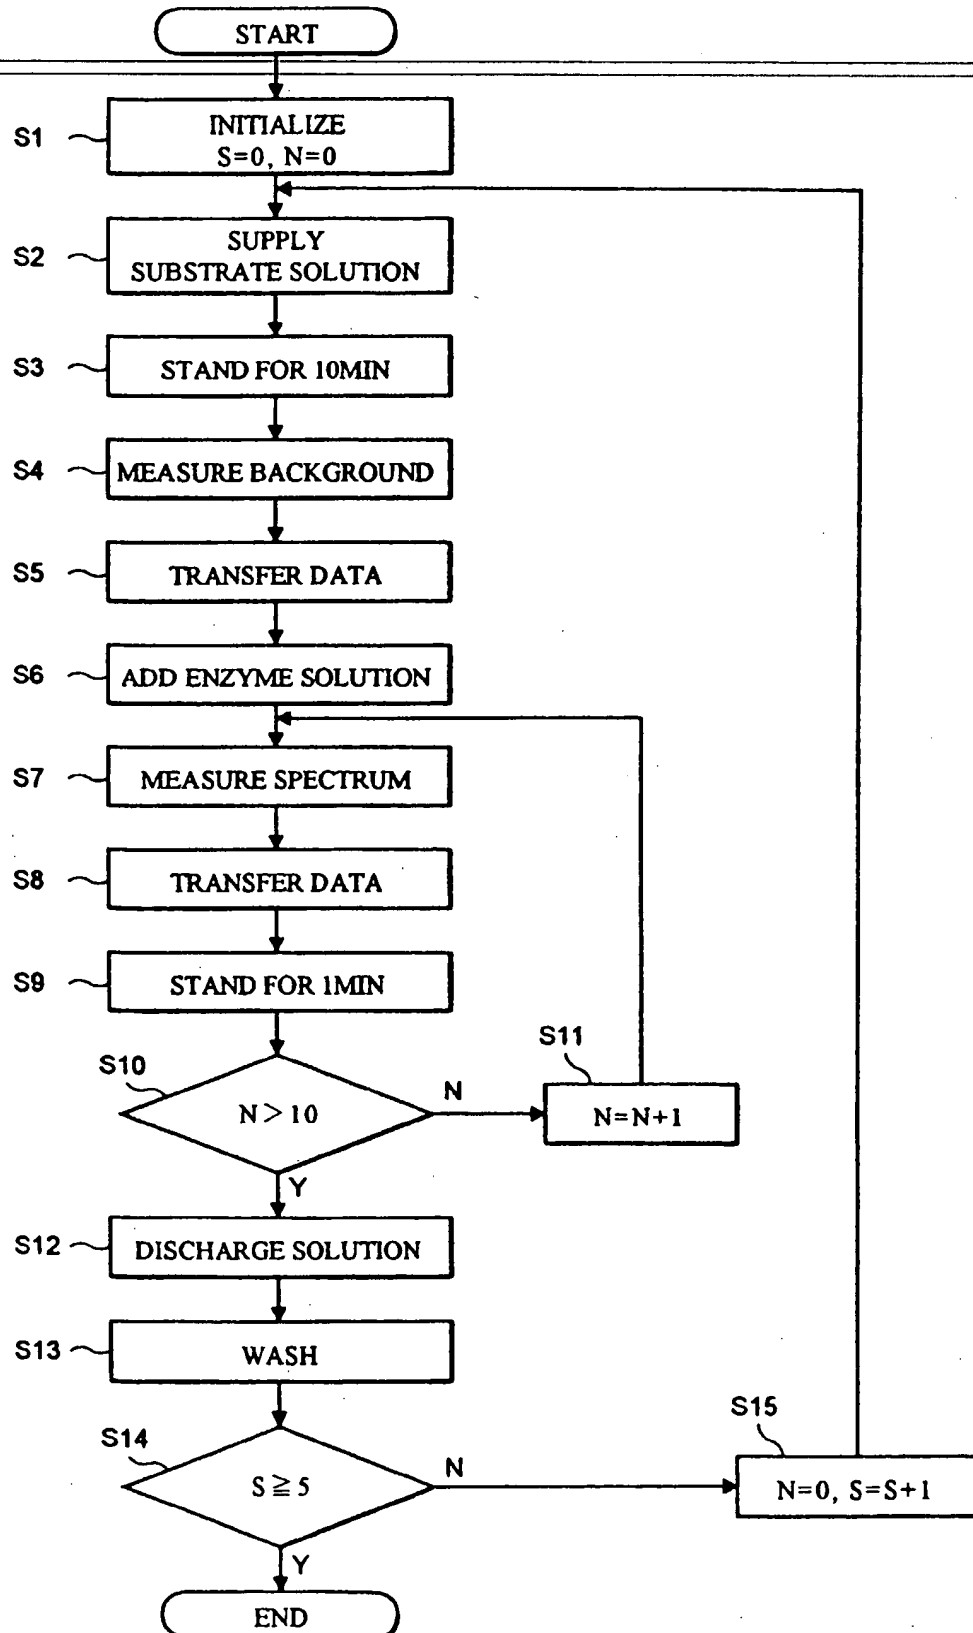 START
S1
INITIALIZE
S=0, N=0
S2
SUPPLY
SUBSTRATE SOLUTION
S3
STAND FOR 10MIN
S4
MEASURE BACKGROUND
S5
TRANSFER DATA
S6
ADD ENZYME SOLUTION
S7
MEASURE SPECTRUM
S8
TRANSFER DATA
S9
STAND FOR 1MIN
S10
N > 10
N
S11
N=N+1
Y
S12
DISCHARGE SOLUTION
S13
WASH
S14
S ≧ 5
N
S15
N=0, S=S+1
Y
END